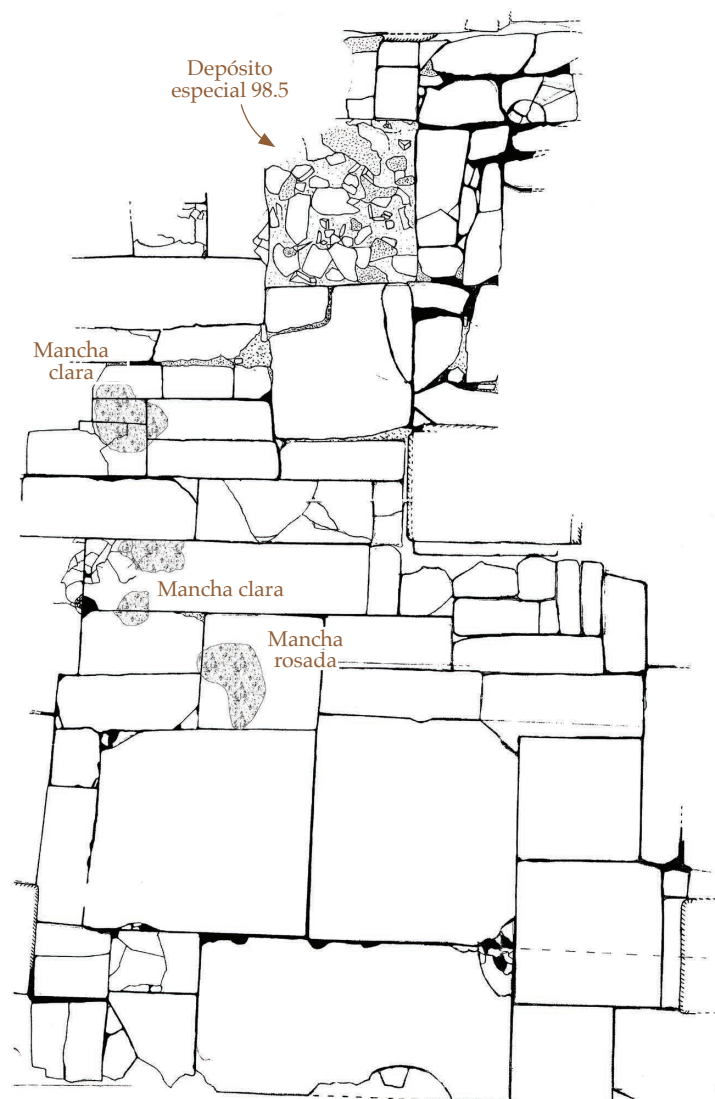 Depósito
especial 98.5
Mancha
clara
Mancha clara
Mancha
rosada